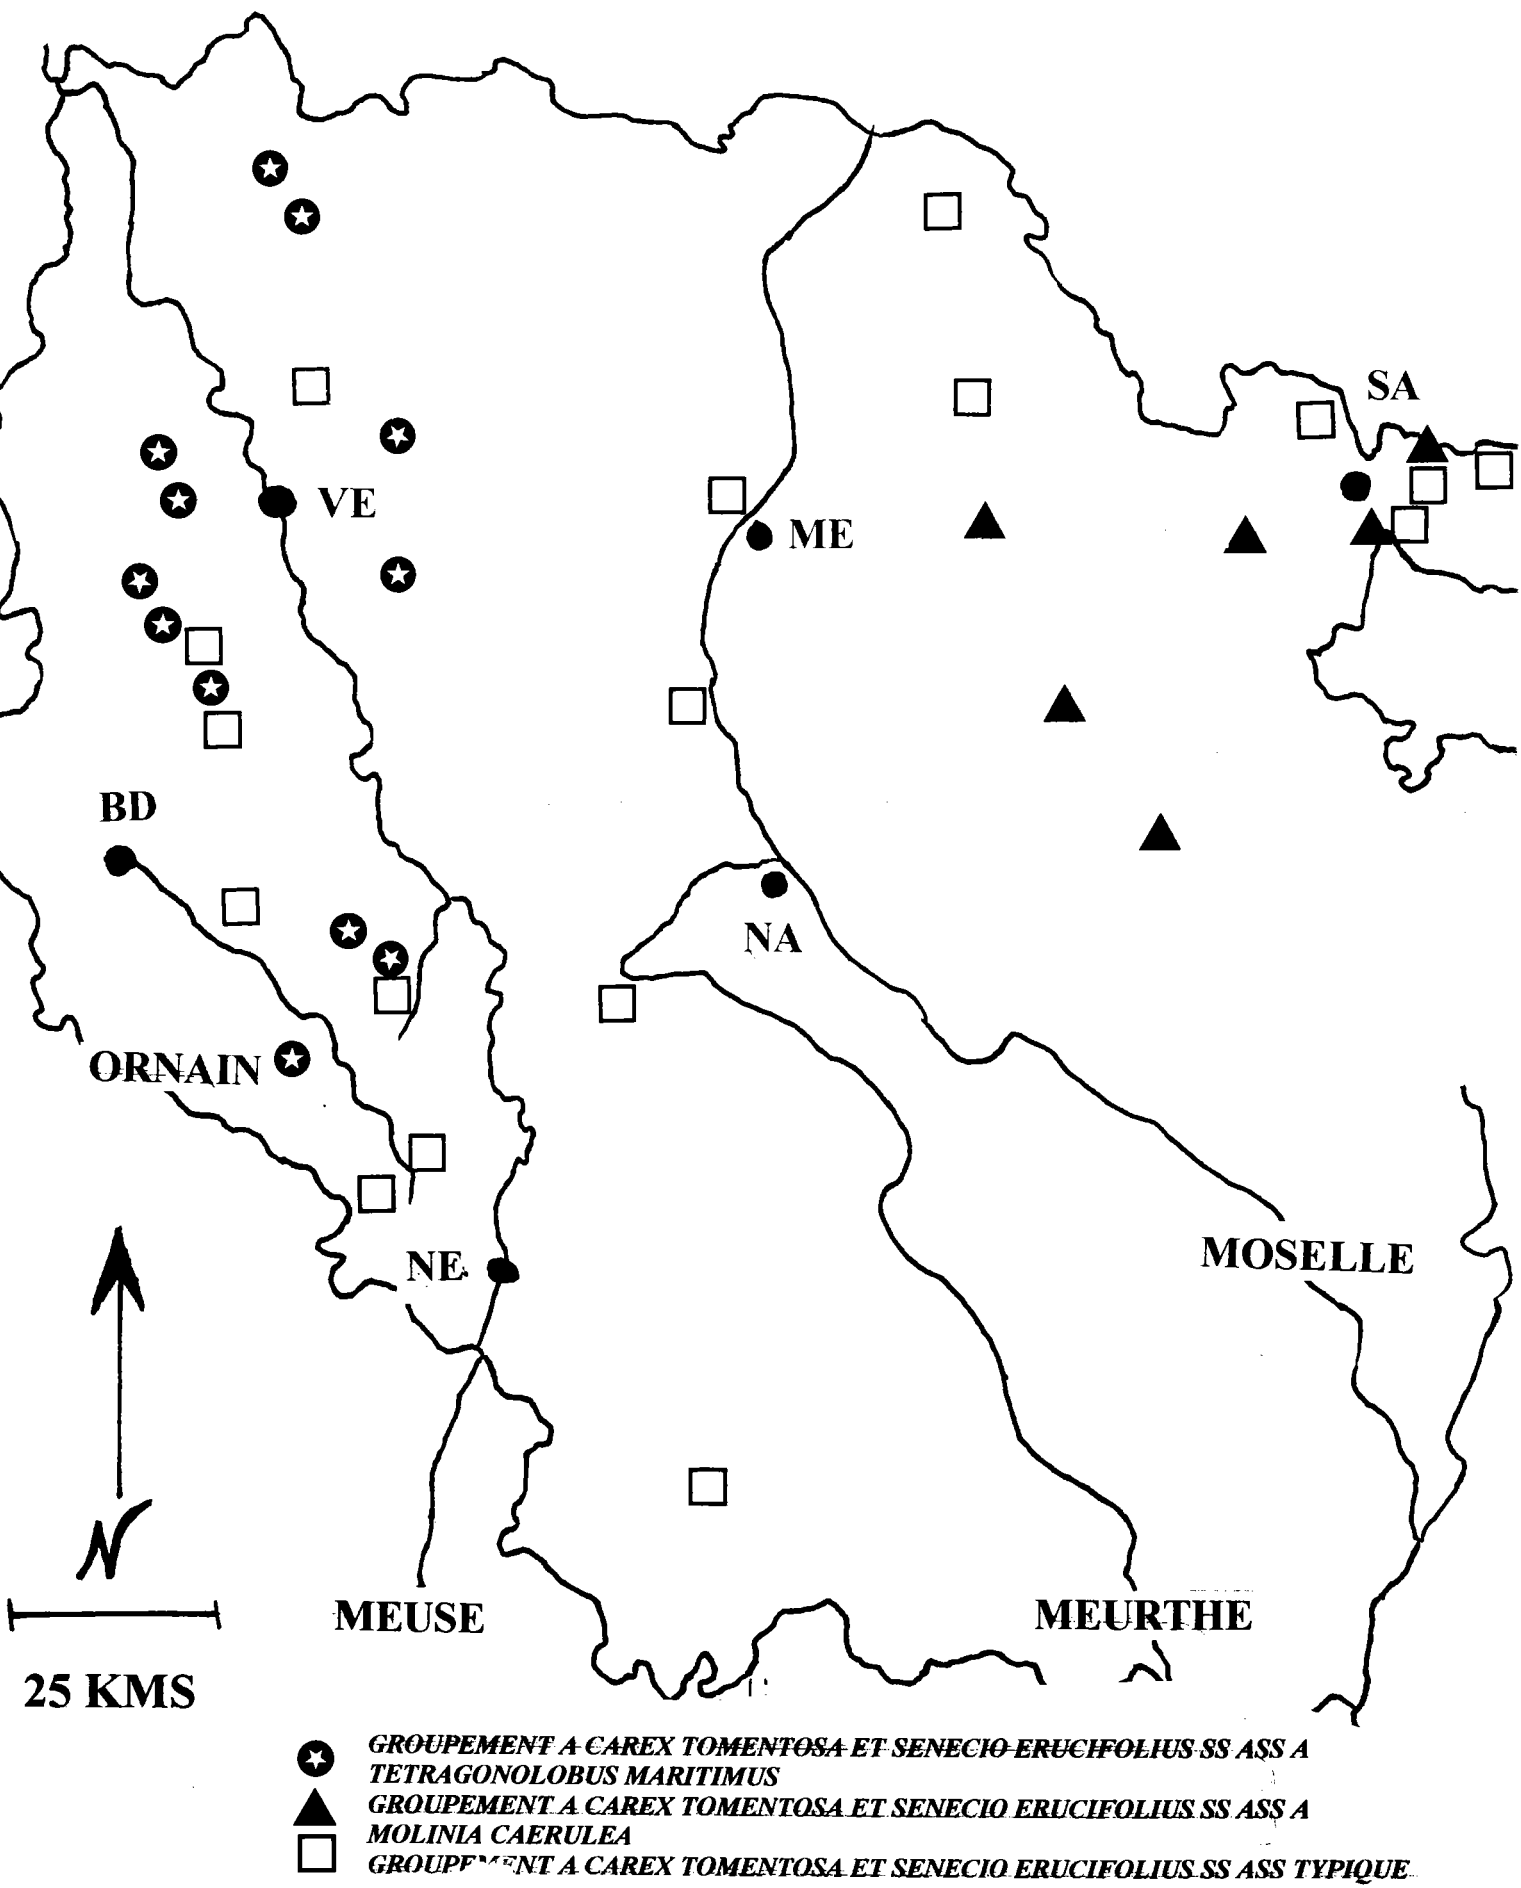 SA
VE
ME
BD
NA
ORNAIN
NE
MOSELLE
N
MEUSE
MEURTHE
25 KMS
GROUPEMENT A CAREX TOMENTOSA ET SENECIO ERUCIFOLIUS SS ASS A
TETRAGONOLOBUS MARITIMUS
GROUPEMENT A CAREX TOMENTOSA ET SENECIO ERUCIFOLIUS SS ASS A
MOLINIA CAERULEA
GROUPEMENT A CAREX TOMENTOSA ET SENECIO ERUCIFOLIUS SS ASS TYPIQUE